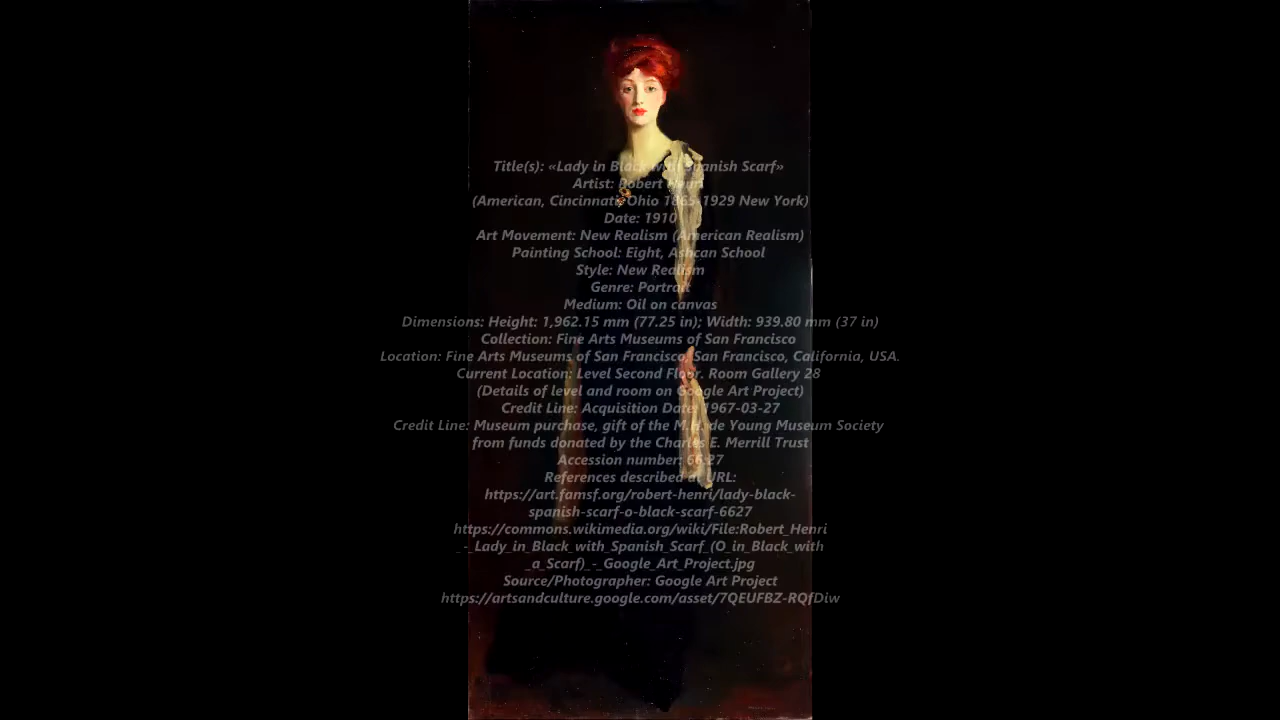 Title(s): «Lady in Black with Spanish Scarf»
Artist: Robert Henri
(American, Cincinnati Ohio 1865-1929 New York)
Date: 1910
Art Movement: New Realism (American Realism)
Painting School: Eight, Ashcan School
Style: New Realism
Genre: Portrait
Medium: Oil on canvas
Dimensions: Height: 1,962.15 mm (77.25 in); Width: 939.80 mm (37 in)
Collection: Fine Arts Museums of San Francisco
Location: Fine Arts Museums of San Francisco, San Francisco, California, USA.
Current Location: Level Second Floor. Room Gallery 28
(Details of level and room on Google Art Project)
Credit Line: Acquisition Date: 1967-03-27
Credit Line: Museum purchase, gift of the M.H. de Young Museum Society
from funds donated by the Charles E. Merrill Trust
Accession number: 66.27
References described at URL:
https://art.famsf.org/robert-henri/lady-black-
spanish-scarf-o-black-scarf-6627
https://commons.wikimedia.org/wiki/File:Robert_Henri
_-_Lady_in_Black_with_Spanish_Scarf_(O_in_Black_with
_a_Scarf)_-_Google_Art_Project.jpg
Source/Photographer: Google Art Project
https://artsandculture.google.com/asset/7QEUFBZ-RQfDiw